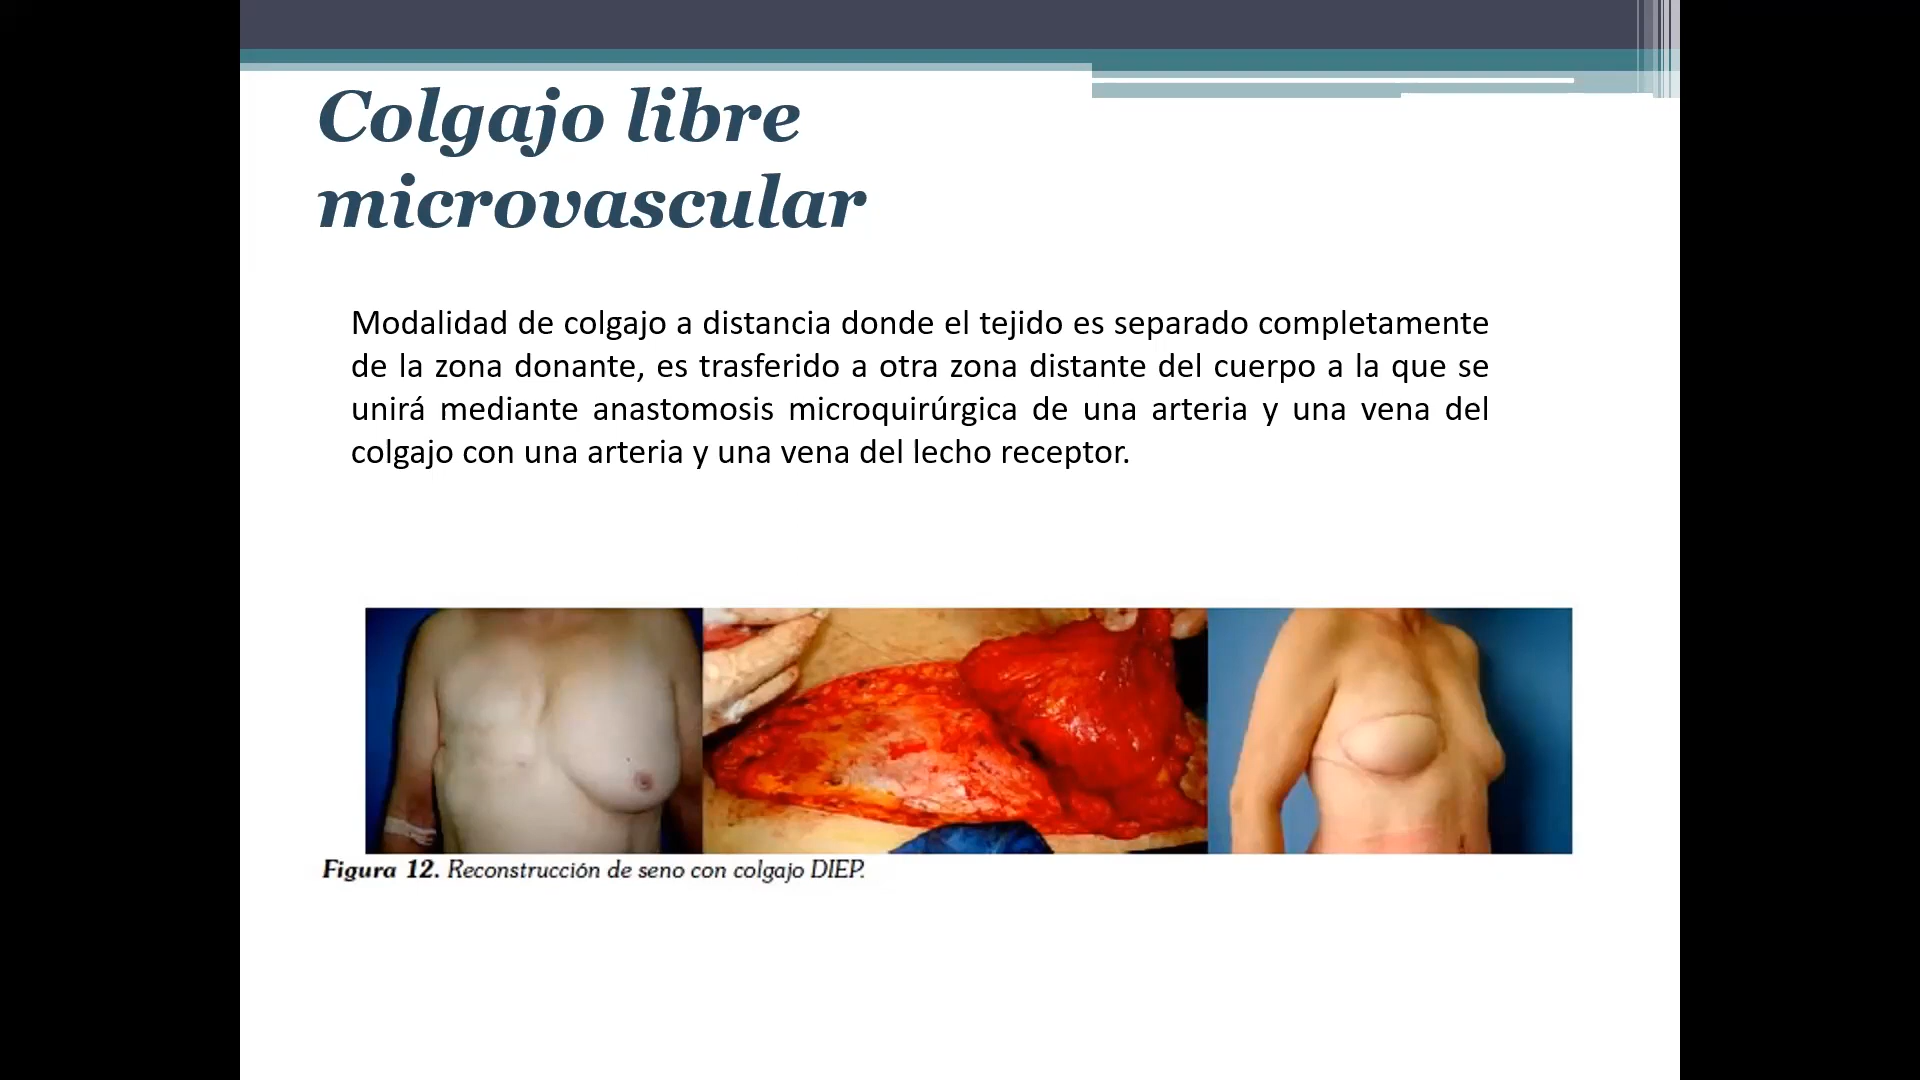 Colgajo libre
microvascular
Modalidad de colgajo a distancia donde el tejido es separado completamente
de la zona donante, es trasferido a otra zona distante del cuerpo a la que se
unirá mediante anastomosis microquirúrgica de una arteria y una vena del
colgajo con una arteria y una vena del lecho receptor.
Figura 12. Reconstrucción de seno con colgajo DIEP.